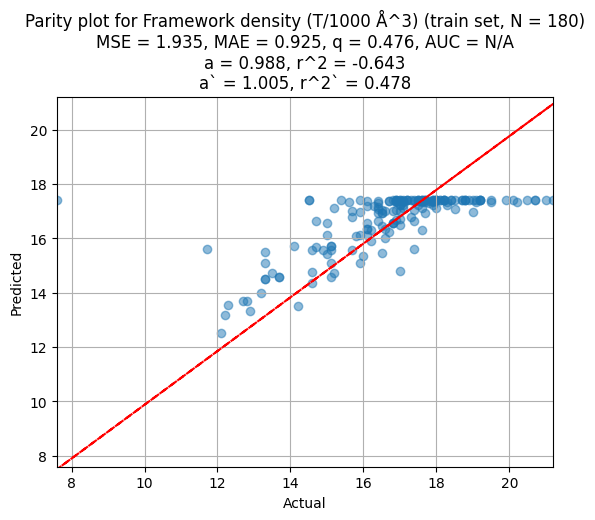 Parity plot for Framework density (T/1000 Å^3) (train set, N = 180)
MSE = 1.935, MAE = 0.925, q = 0.476, AUC = N/A
a = 0.988, r^2 = -0.643
a` = 1.005, r^2` = 0.478
20
18
16
14
12
10
8
Predicted
8 10 12 14 16 18 20
Actual